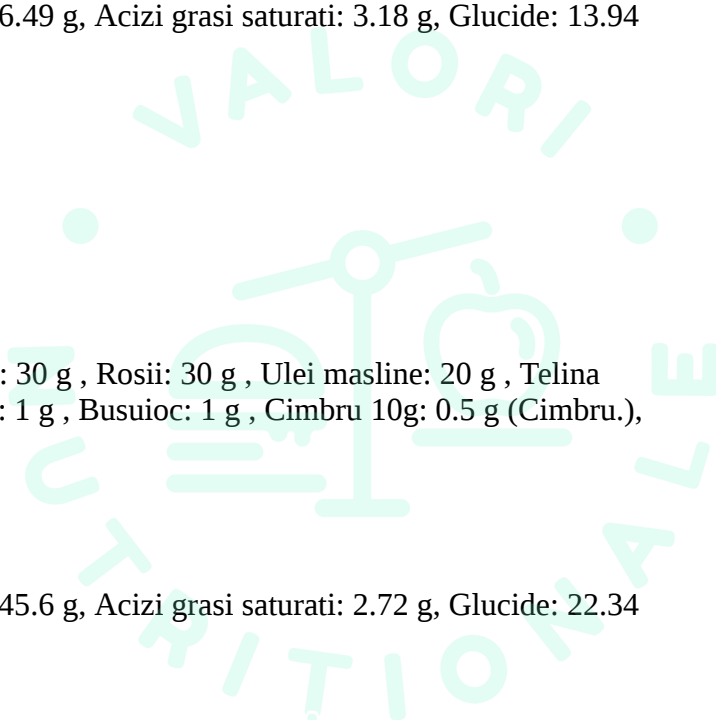 6.49 g, Acizi grasi saturati: 3.18 g, Glucide: 13.94
VALORI
: 30 g , Rosii: 30 g , Ulei masline: 20 g , Telina
: 1 g , Busuioc: 1 g , Cimbru 10g: 0.5 g (Cimbru.),
45.6 g, Acizi grasi saturati: 2.72 g, Glucide: 22.34
NUTRITIONALE